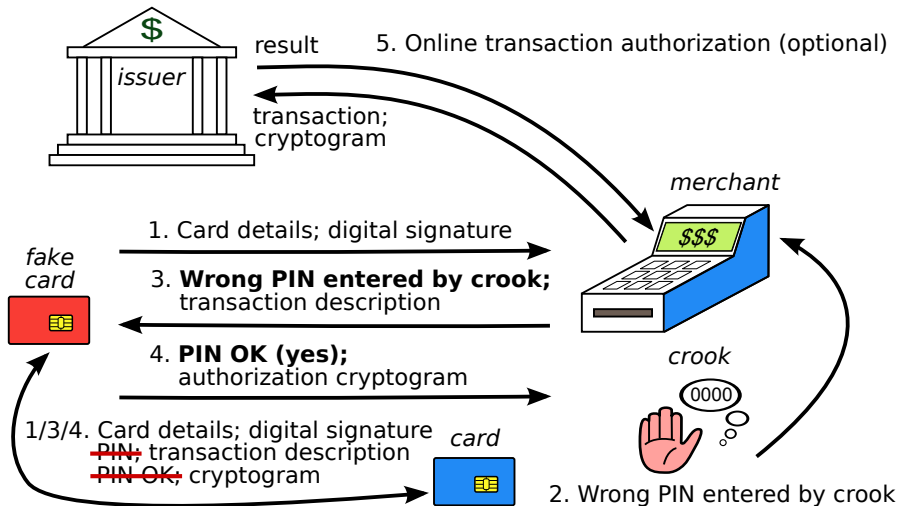 $
issuer
result
5. Online transaction authorization (optional)
transaction;
cryptogram
merchant
$$$
1. Card details; digital signature
fake
card
3. Wrong PIN entered by crook;
transaction description
4. PIN OK (yes);
authorization cryptogram
crook
0000
1/3/4. Card details; digital signature
PIN; transaction description
PIN OK; cryptogram
card
2. Wrong PIN entered by crook